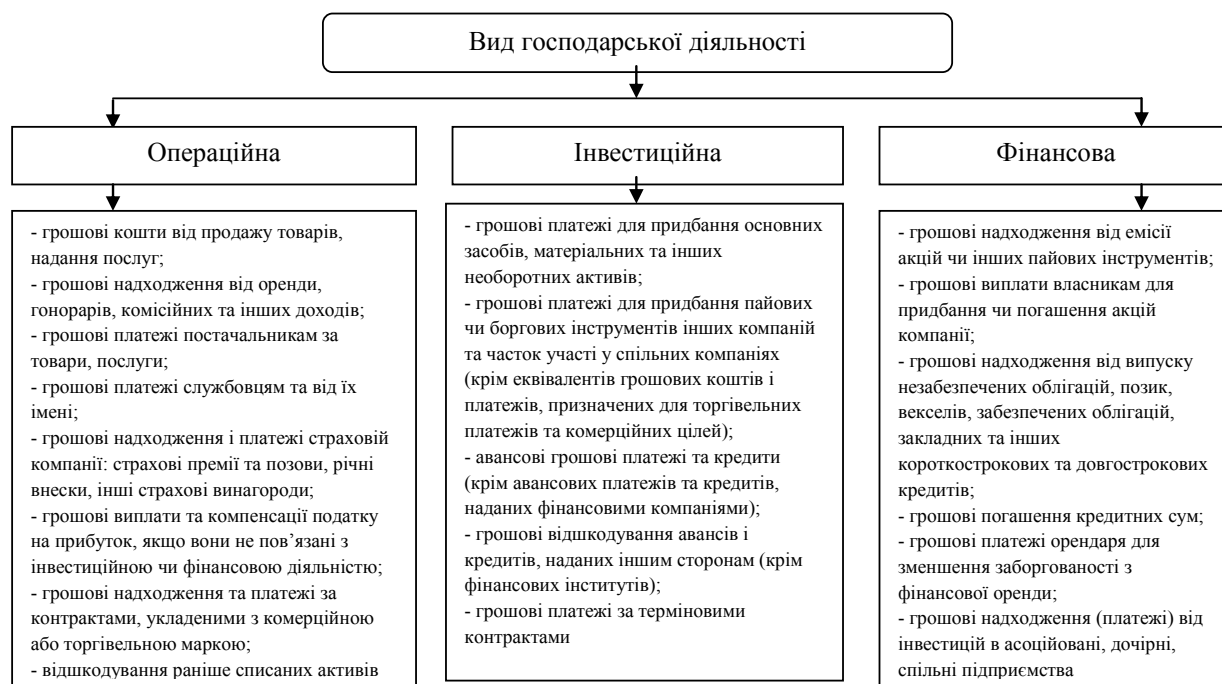 Вид господарської діяльності
Операційна
- грошові кошти від продажу товарів,
надання послуг;
- грошові надходження від оренди,
гонорарів, комісійних та інших доходів;
- грошові платежі постачальникам за
товари, послуги;
- грошові платежі службовцям та від їх
імені;
- грошові надходження і платежі страховій
компанії: страхові премії та позови, річні
внески, інші страхові винагороди;
- грошові виплати та компенсації податку
на прибуток, якщо вони не пов’язані з
інвестиційною чи фінансовою діяльністю;
- грошові надходження та платежі за
контрактами, укладеними з комерційною
або торгівельною маркою;
- відшкодування раніше списаних активів
Інвестиційна
- грошові платежі для придбання основних
засобів, матеріальних та інших
необоротних активів;
- грошові платежі для придбання пайових
чи боргових інструментів інших компаній
та часток участі у спільних компаніях
(крім еквівалентів грошових коштів і
платежів, призначених для торгівельних
платежів та комерційних цілей);
- авансові грошові платежі та кредити
(крім авансових платежів та кредитів,
наданих фінансовими компаніями);
- грошові відшкодування авансів і
кредитів, наданих іншим сторонам (крім
фінансових інститутів);
- грошові платежі за терміновими
контрактами
Фінансова
- грошові надходження від емісії
акцій чи інших пайових інструментів;
- грошові виплати власникам для
придбання чи погашення акцій
компанії;
- грошові надходження від випуску
незабезпечених облігацій, позик,
векселів, забезпечених облігацій,
закладних та інших
короткострокових та довгострокових
кредитів;
- грошові погашення кредитних сум;
- грошові платежі орендаря для
зменшення заборгованості з
фінансової оренди;
- грошові надходження (платежі) від
інвестицій в асоційовані, дочірні,
спільні підприємства